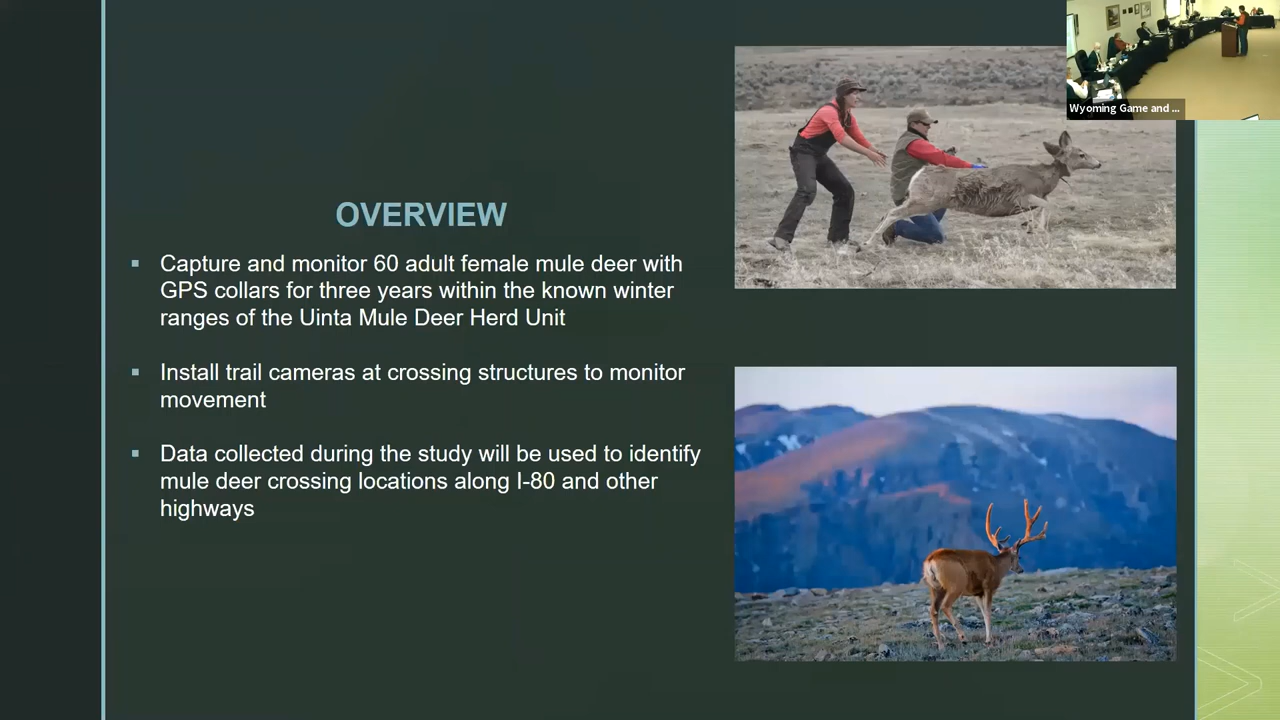 Wyoming Game and ...
OVERVIEW
▪ Capture and monitor 60 adult female mule deer with
GPS collars for three years within the known winter
ranges of the Uinta Mule Deer Herd Unit
▪ Install trail cameras at crossing structures to monitor
movement
▪ Data collected during the study will be used to identify
mule deer crossing locations along I-80 and other
highways